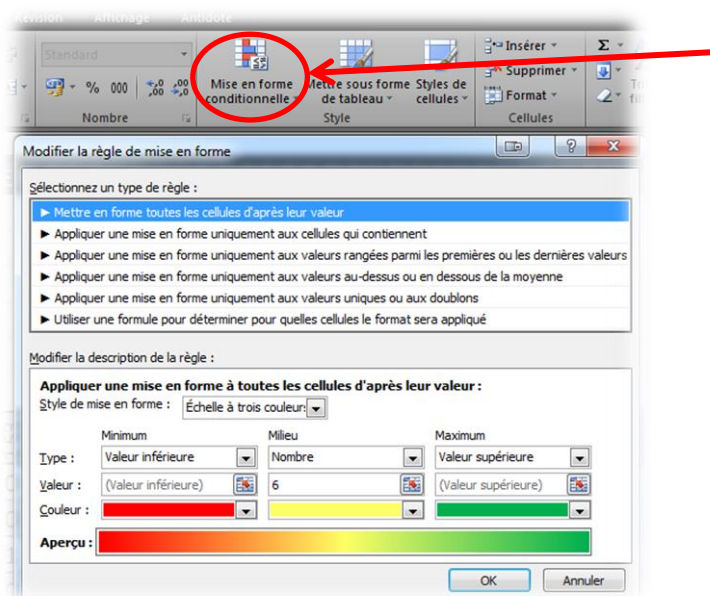 Révision Affichage Antidote
Standard
% 000
Nombre
Mise en forme conditionnelle
Mettre sous forme de tableau
Styles de cellules
Style
Insérer
Supprimer
Format
Cellules
Σ
Modifier la règle de mise en forme
Sélectionnez un type de règle :
► Mettre en forme toutes les cellules d'après leur valeur
► Appliquer une mise en forme uniquement aux cellules qui contiennent
► Appliquer une mise en forme uniquement aux valeurs rangées parmi les premières ou les dernières valeurs
► Appliquer une mise en forme uniquement aux valeurs au-dessus ou en dessous de la moyenne
► Appliquer une mise en forme uniquement aux valeurs uniques ou aux doublons
► Utiliser une formule pour déterminer pour quelles cellules le format sera appliqué
Modifier la description de la règle :
Appliquer une mise en forme à toutes les cellules d'après leur valeur :
Style de mise en forme : Échelle à trois couleur
Minimum Milieu Maximum
Type : Valeur inférieure Nombre Valeur supérieure
Valeur : (Valeur inférieure) 6 (Valeur supérieure)
Couleur :
Aperçu :
OK Annuler